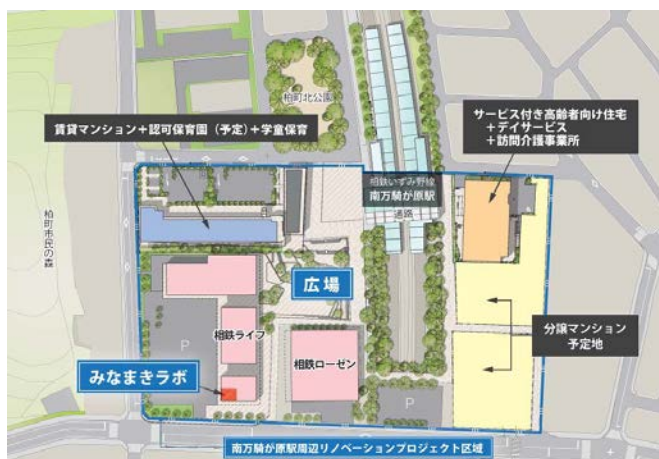 柏町北公園
賃貸マンション＋認可保育園（予定）＋学童保育
サービス付き高齢者向け住宅
＋デイサービス
＋訪問介護事業所
相鉄いずみ野線
南万騎が原駅
通路
柏町市民の森
広場
相鉄ライフ
相鉄ローゼン
分譲マンション
予定地
P
P
みなまきラボ
南万騎が原駅周辺リノベーションプロジェクト区域